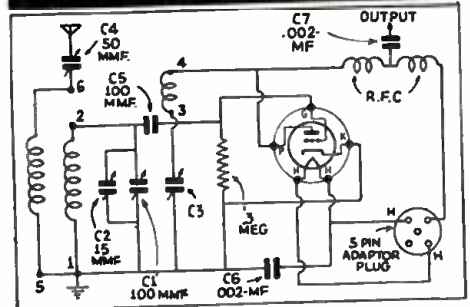 C4
50
MMF.
C7
.002-
MF
OUTPUT
C5
100
MMF.
4
6
2
3
R.F.C
G
P
K
H
H
C2
15
MMF
C3
.3
MEG
H
5 PIN
ADAPTOR
PLUG
H
5
1
C1
100 MMF
C6
.002-MF